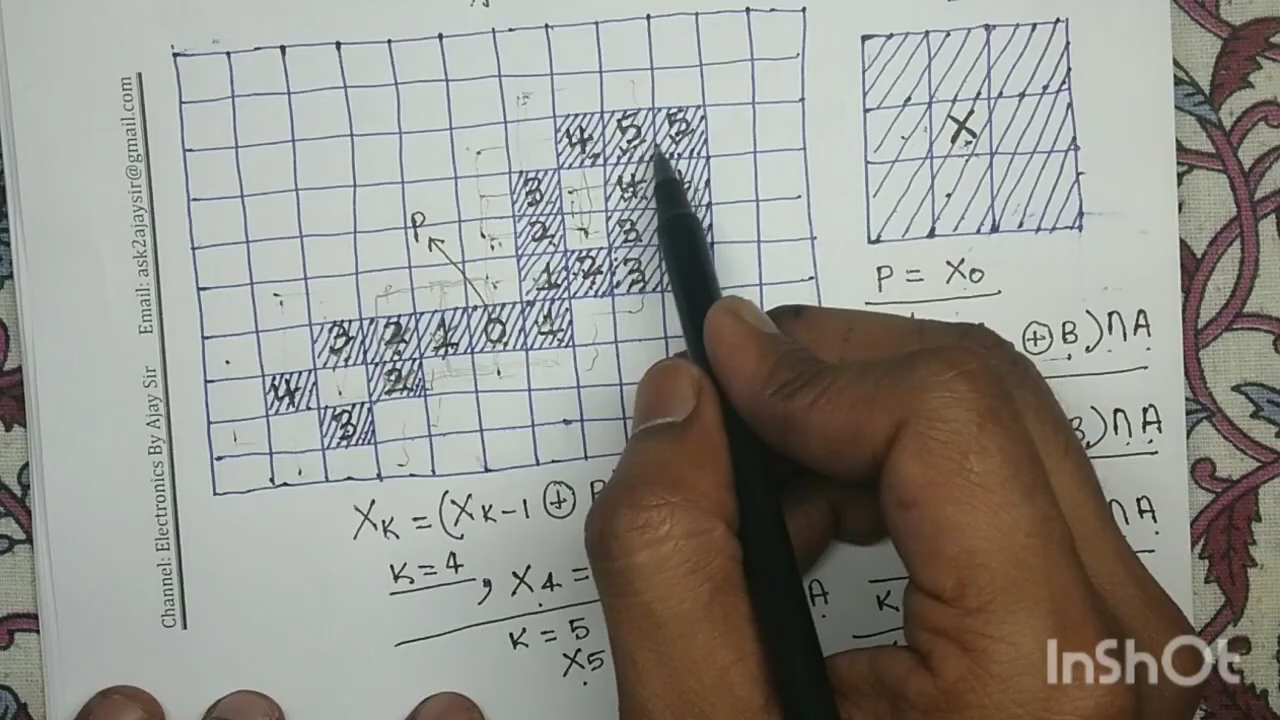 Channel: Electronics By Ajay Sir Email: ask2ajaysir@gmail.com
4 5 5
3 4
2 3
1 2 3
P
3 2 1 0 1
4 2
3
X
P = X0
⊕ B) ∩ A
B) ∩ A
∩ A
XK = (XK-1 ⊕
K = 4, X4 =
A
K
K = 5
X5
InShOt